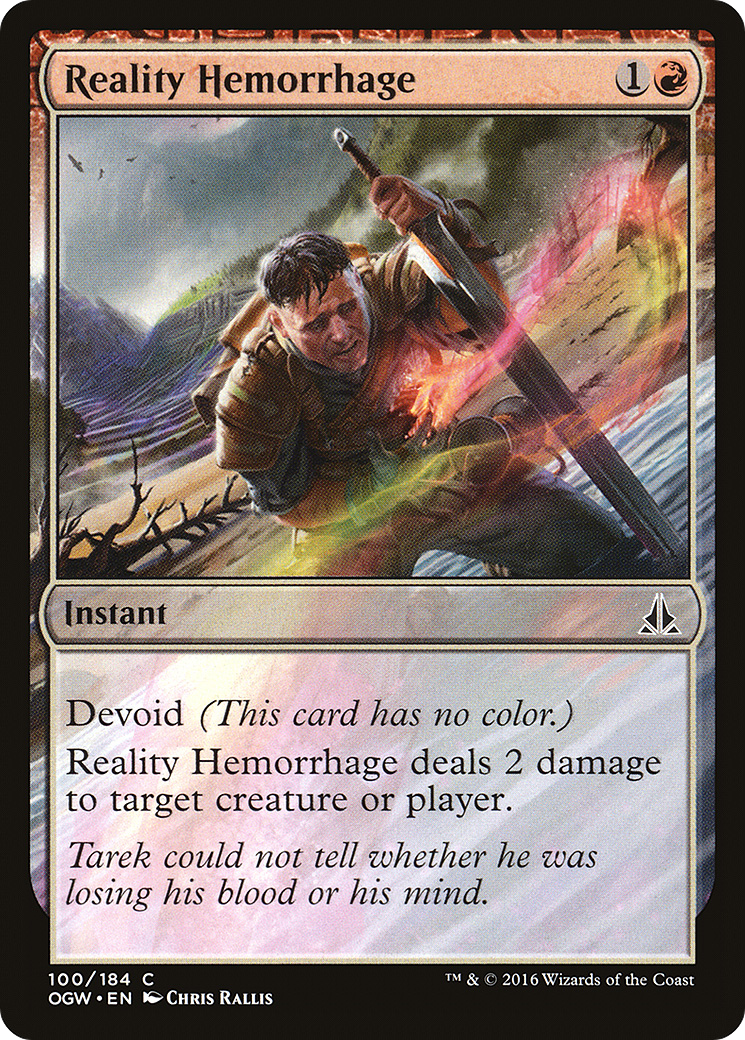 Reality Hemorrhage 1
Instant
Devoid (This card has no color.)
Reality Hemorrhage deals 2 damage
to target creature or player.
Tarek could not tell whether he was
losing his blood or his mind.
100/184 C
OGW • EN Chris Rallis
™ & © 2016 Wizards of the Coast